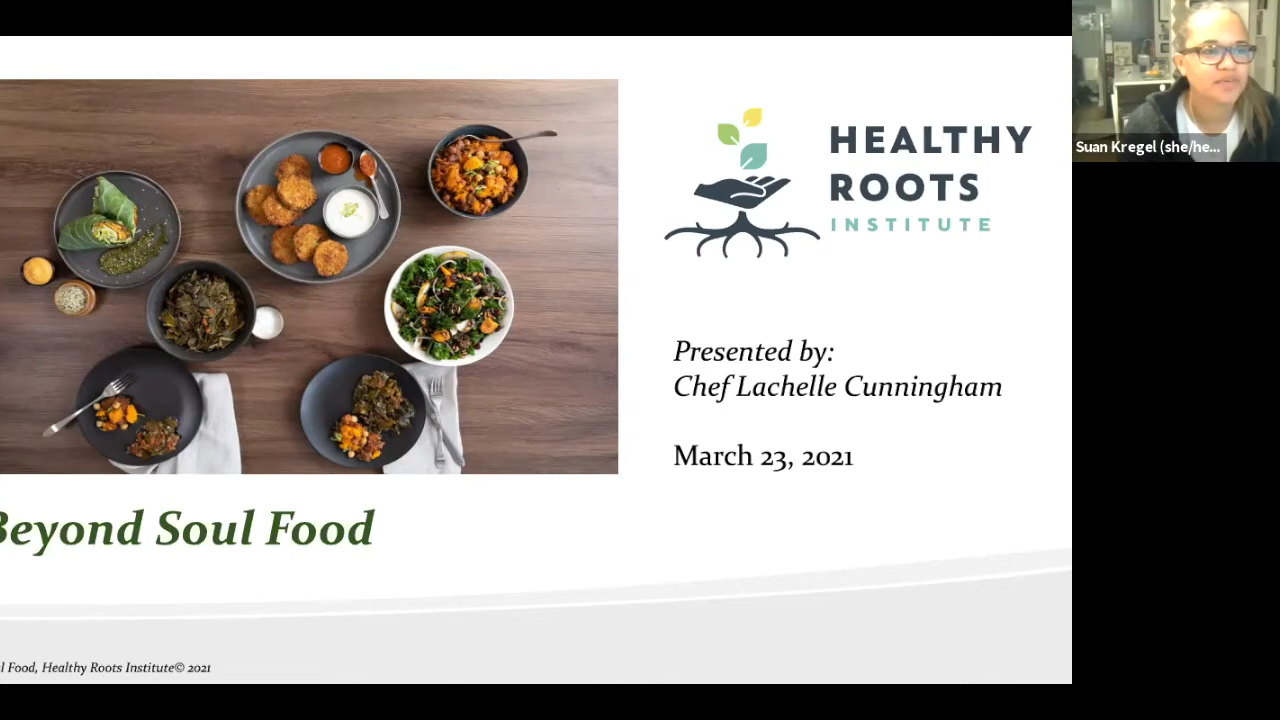 HEALTHY
ROOTS
INSTITUTE
Suan Kregel (she/he...
Presented by:
Chef Lachelle Cunningham
March 23, 2021
Beyond Soul Food
l Food, Healthy Roots Institute© 2021